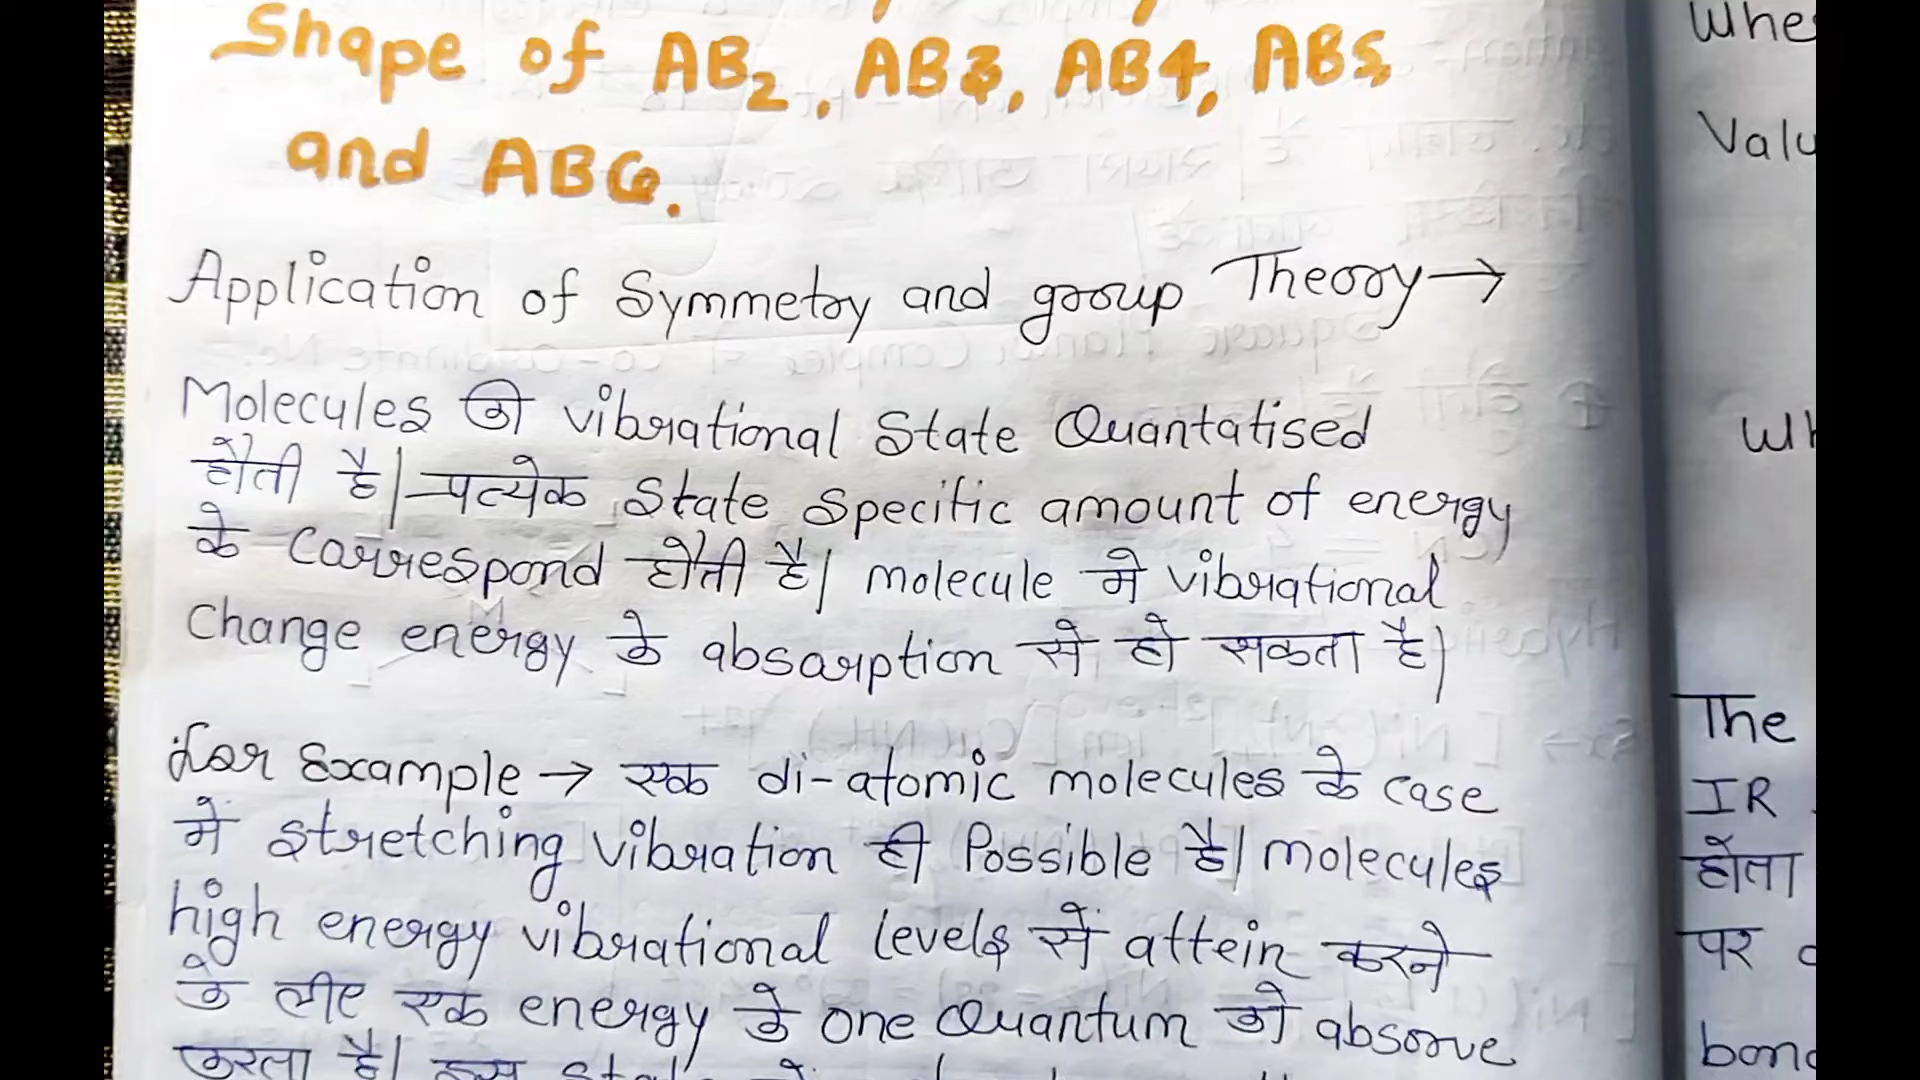 Shape of AB2, AB3, AB4, AB5,
and AB6.
Application of Symmetry and group Theory →
Molecules की vibrational State Quantatised
होती है। प्रत्येक State Specific amount of energy
के Correspond होती है। molecule मे vibrational
Change energy के absarption से हो सकता है।
for Example → एक di-atomic molecules के case
में stretching vibration ही Possible है। molecules
high energy vibrational levels से attein करने
के लीए एक energy के one Quantum को absorve
करता है।
Whe
Valu
Wh
The
IR
होता
पर
bond